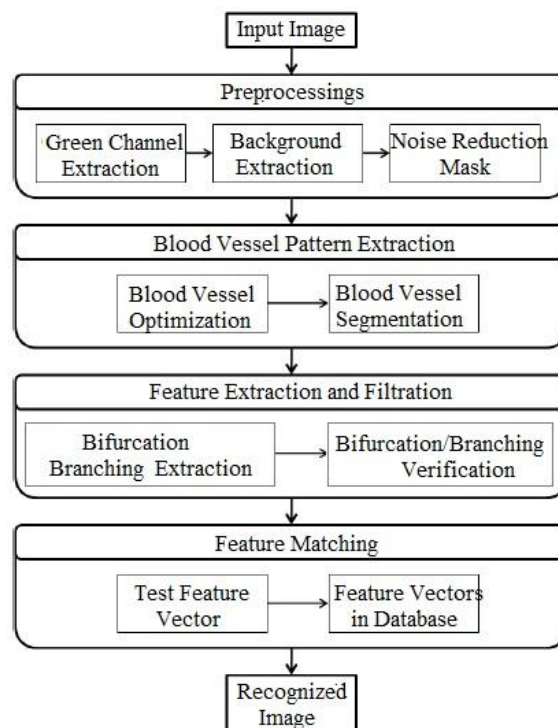 Input Image
Preprocessings
Green Channel
Extraction
Background
Extraction
Noise Reduction
Mask
Blood Vessel Pattern Extraction
Blood Vessel
Optimization
Blood Vessel
Segmentation
Feature Extraction and Filtration
Bifurcation
Branching Extraction
Bifurcation/Branching
Verification
Feature Matching
Test Feature
Vector
Feature Vectors
in Database
Recognized
Image